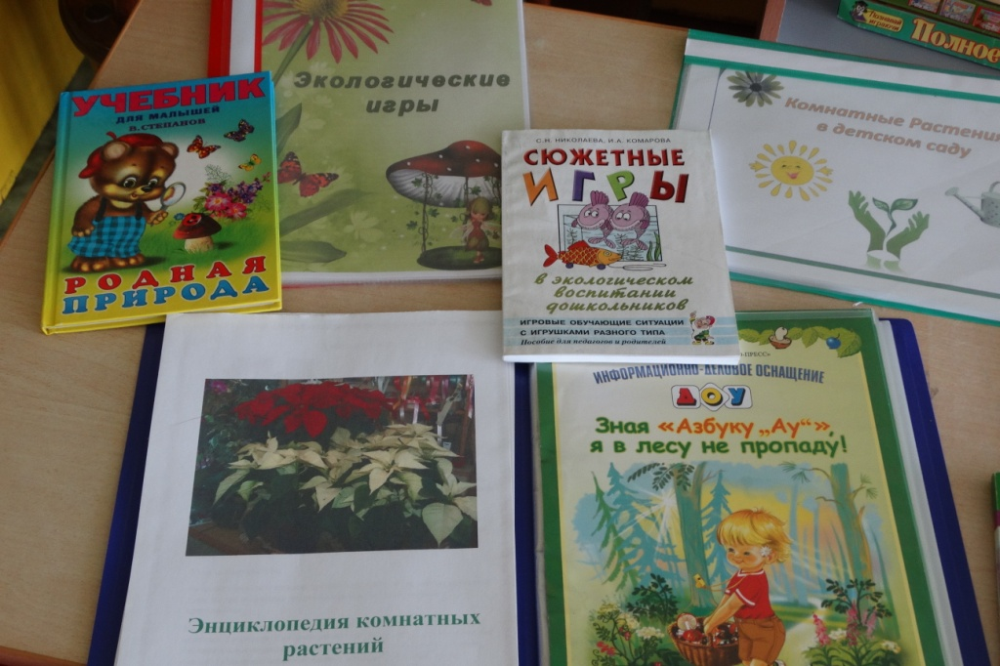 УЧЕБНИК
ДЛЯ МАЛЫШЕЙ
В. СТЕПАНОВ
РОДНАЯ
ПРИРОДА
Экологические
игры
С. Н. НИКОЛАЕВА, И. А. КОМАРОВА
СЮЖЕТНЫЕ
ИГРЫ
в экологическом
воспитании
дошкольников
ИГРОВЫЕ ОБУЧАЮЩИЕ СИТУАЦИИ
С ИГРУШКАМИ РАЗНОГО ТИПА
Пособие для педагогов и родителей
Комнатные Растения
в детском саду
Полное
Энциклопедия комнатных
растений
-ПРЕСС»
ИНФОРМАЦИОННО-ДЕЛОВОЕ ОСНАЩЕНИЕ
ДОУ
Зная «Азбуку „Ау“»,
я в лесу не пропаду!